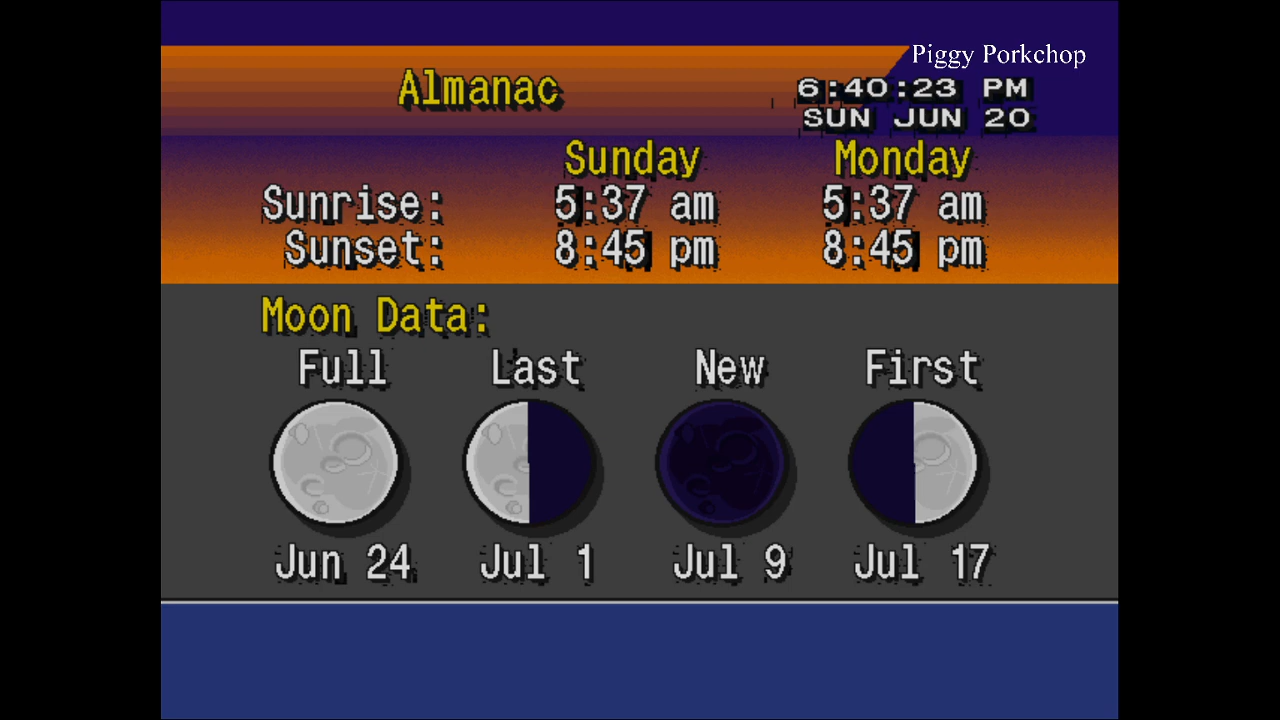 Piggy Porkchop
Almanac
6:40:23 PM
SUN JUN 20
Sunday Monday
Sunrise: 5:37 am 5:37 am
Sunset: 8:45 pm 8:45 pm
Moon Data:
Full Last New First
Jun 24 Jul 1 Jul 9 Jul 17